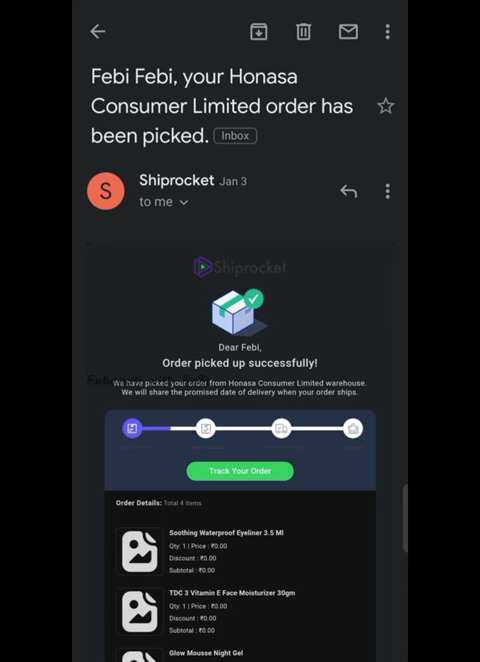 Febi Febi, your Honasa
Consumer Limited order has
been picked. Inbox
S
Shiprocket Jan 3
to me
Shiprocket
Dear Febi,
Order picked up successfully!
We have picked your order from Honasa Consumer Limited warehouse.
We will share the promised date of delivery when your order ships.
Track Your Order
Order Details: Total 4 items
Soothing Waterproof Eyeliner 3.5 Ml
Qty: 1 | Price : ₹0.00
Discount : ₹0.00
Subtotal : ₹0.00
TDC 3 Vitamin E Face Moisturizer 30gm
Qty: 1 | Price : ₹0.00
Discount : ₹0.00
Subtotal : ₹0.00
Glow Mousse Night Gel